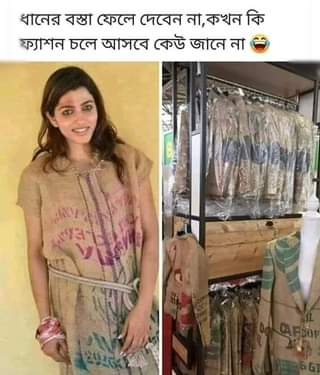 ধানের বস্তা ফেলে দেবেন না,কখন কি
ফ্যাশন চলে আসবে কেউ জানে না 😂